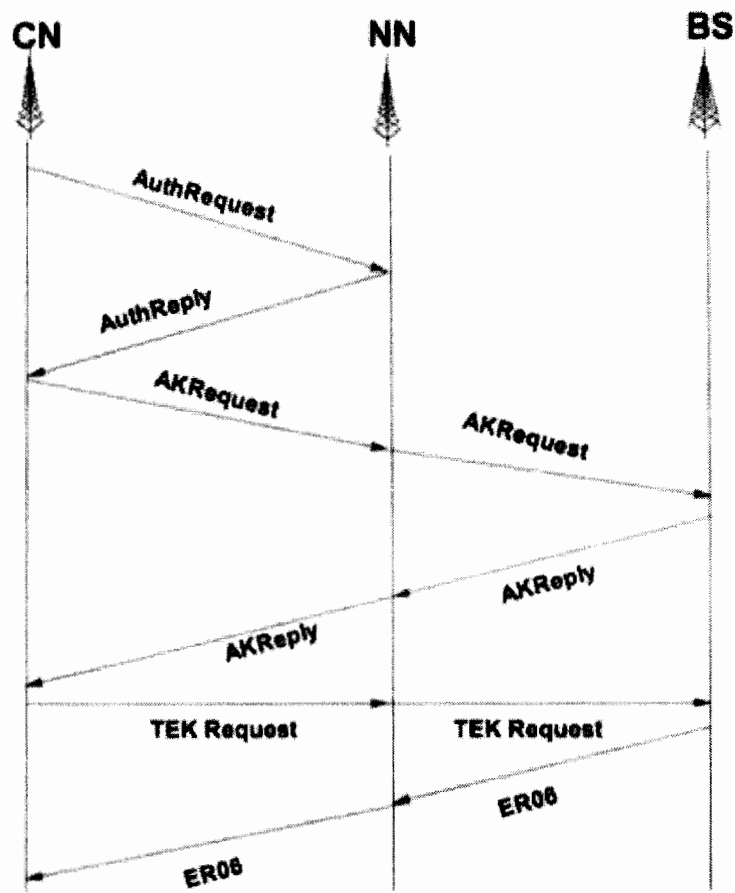 CN NN BS
AuthRequest
AuthReply
AKRequest
AKRequest
AKReply
AKReply
TEK Request TEK Request
ER06
ER06